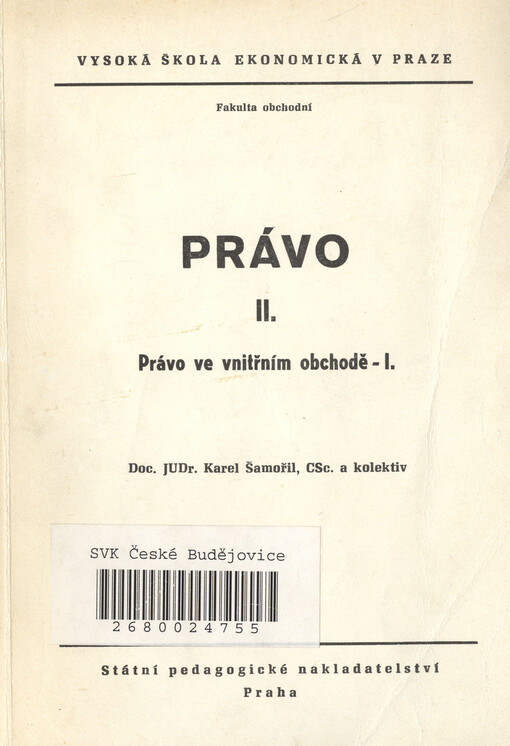 VYSOKÁ ŠKOLA EKONOMICKÁ V PRAZE
Fakulta obchodní
PRÁVO
II.
Právo ve vnitřním obchodě - I.
Doc. JUDr. Karel Šamořil, CSc. a kolektiv
SVK České Budějovice
2680024755
Státní pedagogické nakladatelství
Praha